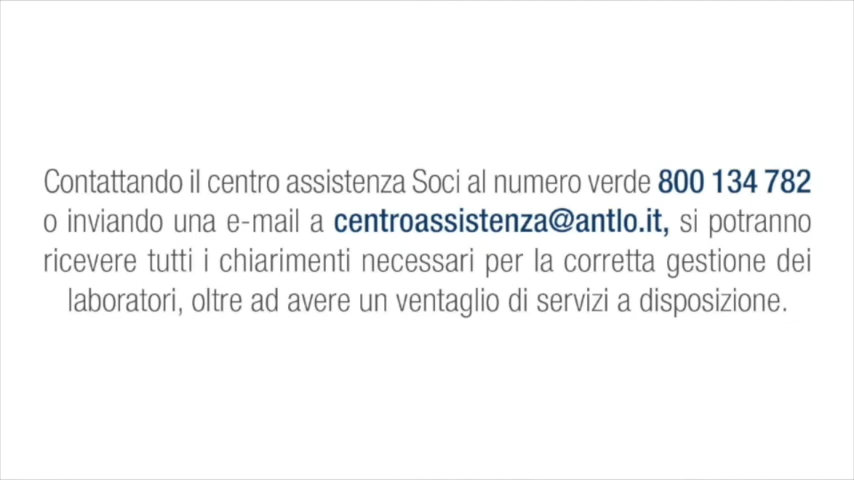 Contattando il centro assistenza Soci al numero verde 800 134 782
o inviando una e-mail a centroassistenza@antlo.it, si potranno
ricevere tutti i chiarimenti necessari per la corretta gestione dei
laboratori, oltre ad avere un ventaglio di servizi a disposizione.